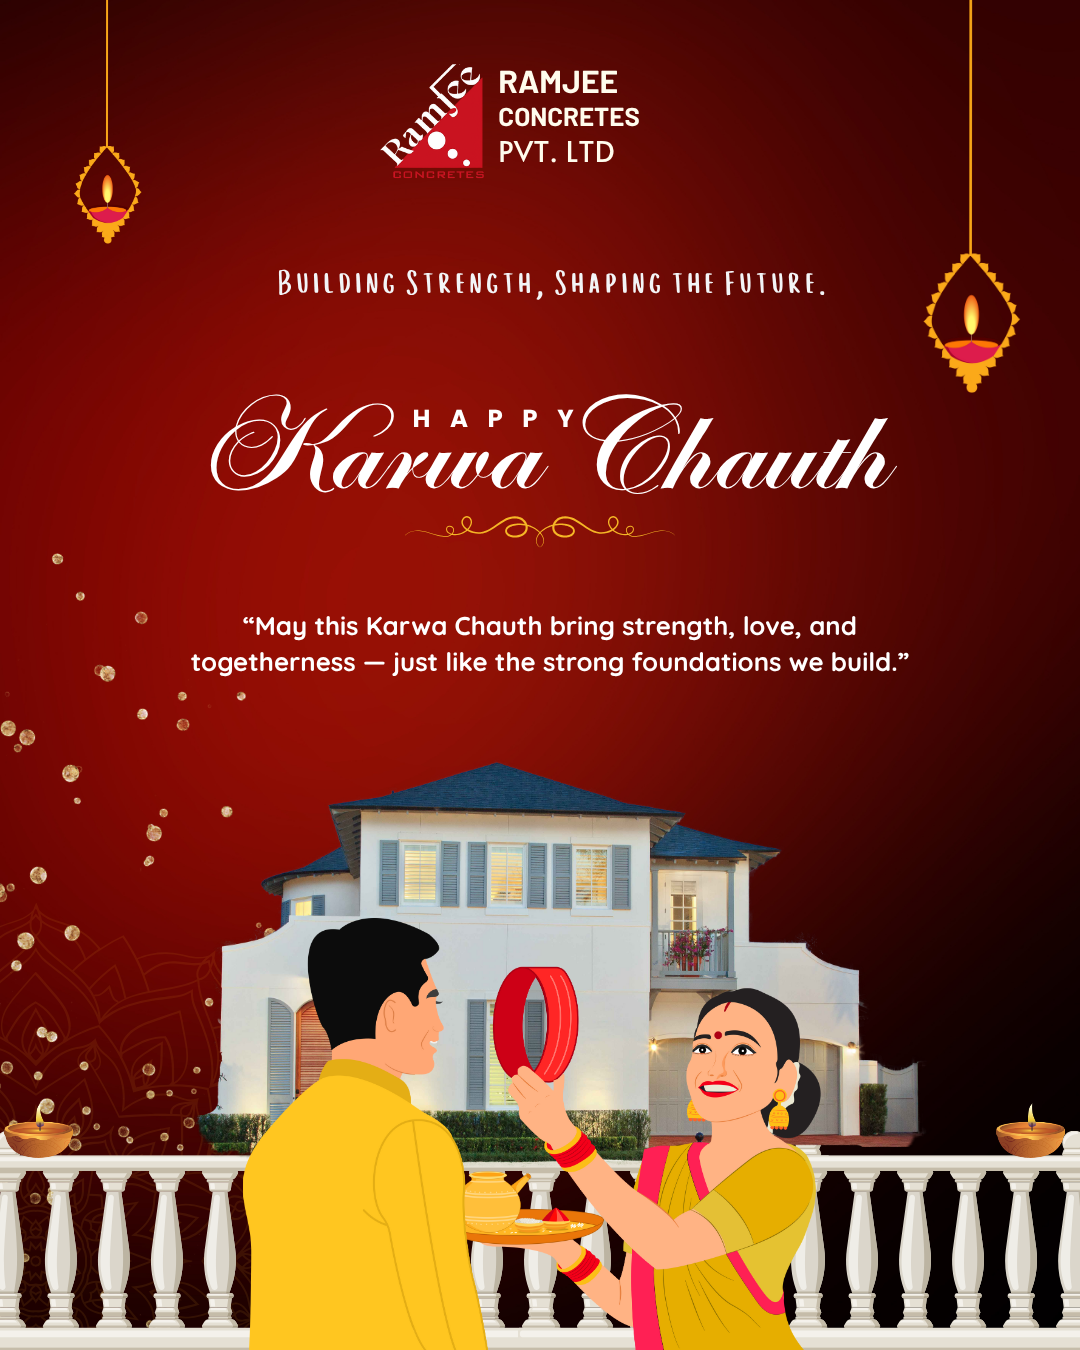 Ramjee
CONCRETES
RAMJEE
CONCRETES
PVT. LTD
Building Strength, Shaping the Future.
HAPPY
Karwa Chauth
“May this Karwa Chauth bring strength, love, and
togetherness — just like the strong foundations we build.”